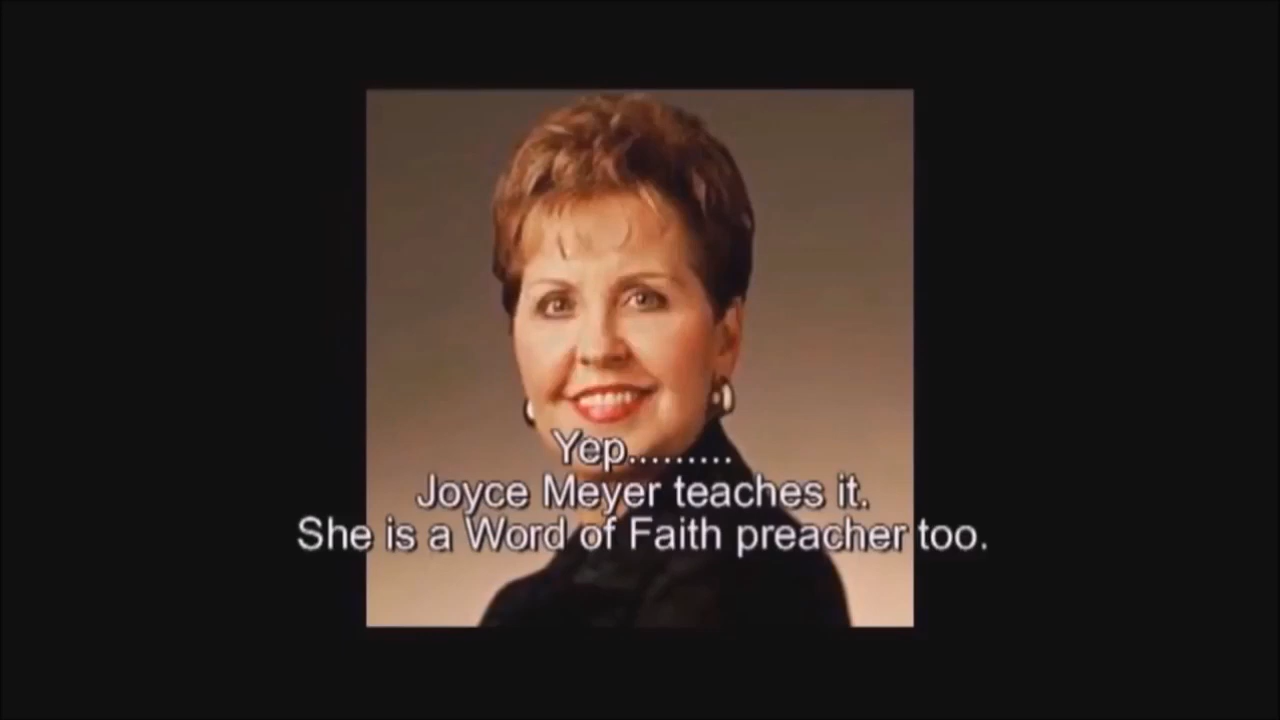 Yep.........
Joyce Meyer teaches it.
She is a Word of Faith preacher too.